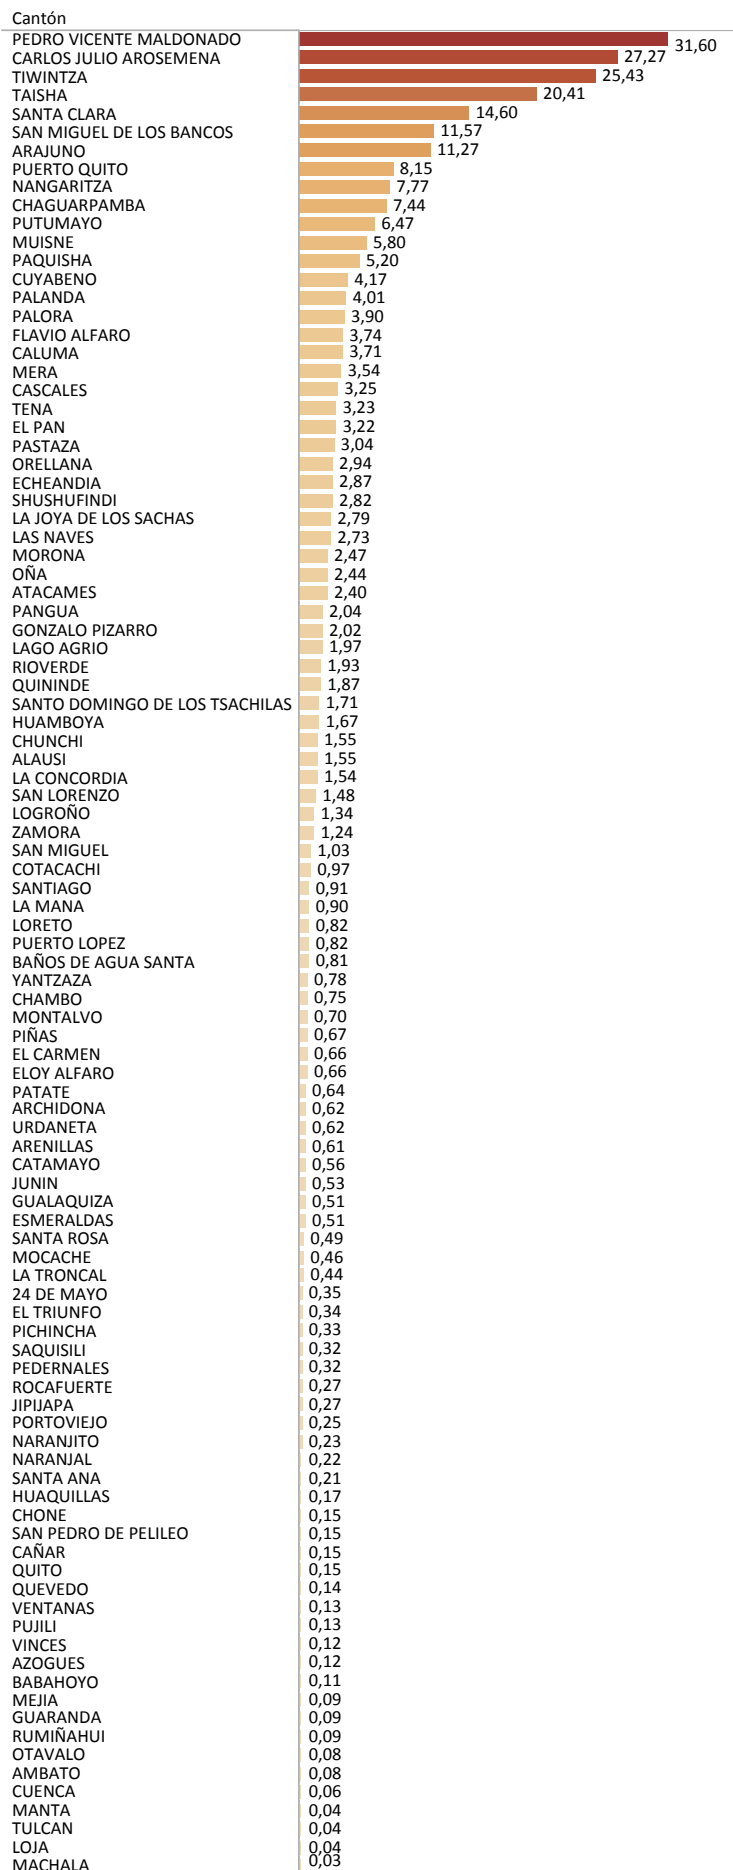 Cantón
PEDRO VICENTE MALDONADO 31,60
CARLOS JULIO AROSEMENA 27,27
TIWINTZA 25,43
TAISHA 20,41
SANTA CLARA 14,60
SAN MIGUEL DE LOS BANCOS 11,57
ARAJUNO 11,27
PUERTO QUITO 8,15
NANGARITZA 7,77
CHAGUARPAMBA 7,44
PUTUMAYO 6,47
MUISNE 5,80
PAQUISHA 5,20
CUYABENO 4,17
PALANDA 4,01
PALORA 3,90
FLAVIO ALFARO 3,74
CALUMA 3,71
MERA 3,54
CASCALES 3,25
TENA 3,23
EL PAN 3,22
PASTAZA 3,04
ORELLANA 2,94
ECHEANDIA 2,87
SHUSHUFINDI 2,82
LA JOYA DE LOS SACHAS 2,79
LAS NAVES 2,73
MORONA 2,47
OÑA 2,44
ATACAMES 2,40
PANGUA 2,04
GONZALO PIZARRO 2,02
LAGO AGRIO 1,97
RIOVERDE 1,93
QUININDE 1,87
SANTO DOMINGO DE LOS TSACHILAS 1,71
HUAMBOYA 1,67
CHUNCHI 1,55
ALAUSI 1,55
LA CONCORDIA 1,54
SAN LORENZO 1,48
LOGROÑO 1,34
ZAMORA 1,24
SAN MIGUEL 1,03
COTACACHI 0,97
SANTIAGO 0,91
LA MANA 0,90
LORETO 0,82
PUERTO LOPEZ 0,82
BAÑOS DE AGUA SANTA 0,81
YANTZAZA 0,78
CHAMBO 0,75
MONTALVO 0,70
PIÑAS 0,67
EL CARMEN 0,66
ELOY ALFARO 0,66
PATATE 0,64
ARCHIDONA 0,62
URDANETA 0,62
ARENILLAS 0,61
CATAMAYO 0,56
JUNIN 0,53
GUALAQUIZA 0,51
ESMERALDAS 0,51
SANTA ROSA 0,49
MOCACHE 0,46
LA TRONCAL 0,44
24 DE MAYO 0,35
EL TRIUNFO 0,34
PICHINCHA 0,33
SAQUISILI 0,32
PEDERNALES 0,32
ROCAFUERTE 0,27
JIPIJAPA 0,27
PORTOVIEJO 0,25
NARANJITO 0,23
NARANJAL 0,22
SANTA ANA 0,21
HUAQUILLAS 0,17
CHONE 0,15
SAN PEDRO DE PELILEO 0,15
CAÑAR 0,15
QUITO 0,15
QUEVEDO 0,14
VENTANAS 0,13
PUJILI 0,13
VINCES 0,12
AZOGUES 0,12
BABAHOYO 0,11
MEJIA 0,09
GUARANDA 0,09
RUMIÑAHUI 0,09
OTAVALO 0,08
AMBATO 0,08
CUENCA 0,06
MANTA 0,04
TULCAN 0,04
LOJA 0,04
MACHALA 0,03